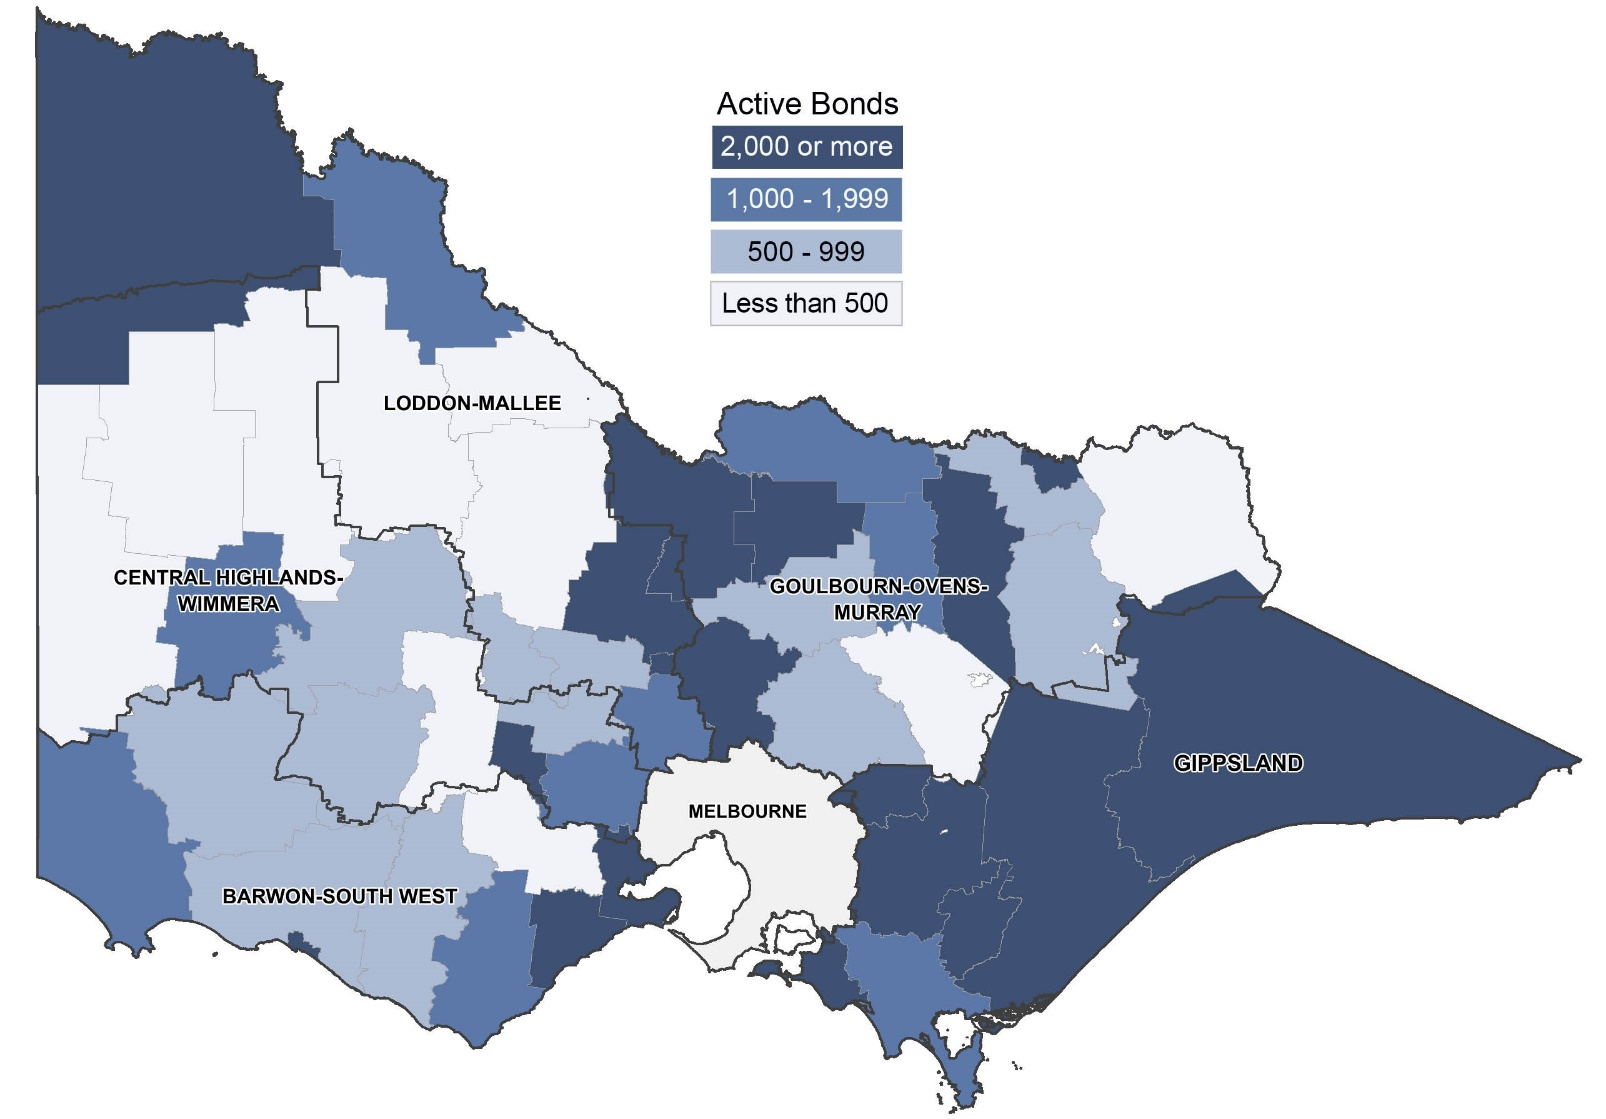 Active Bonds
2,000 or more
1,000 - 1,999
500 - 999
Less than 500
LODDON-MALLEE
CENTRAL HIGHLANDS-
WIMMERA
GOULBOURN-OVENS-
MURRAY
GIPPSLAND
MELBOURNE
BARWON-SOUTH WEST